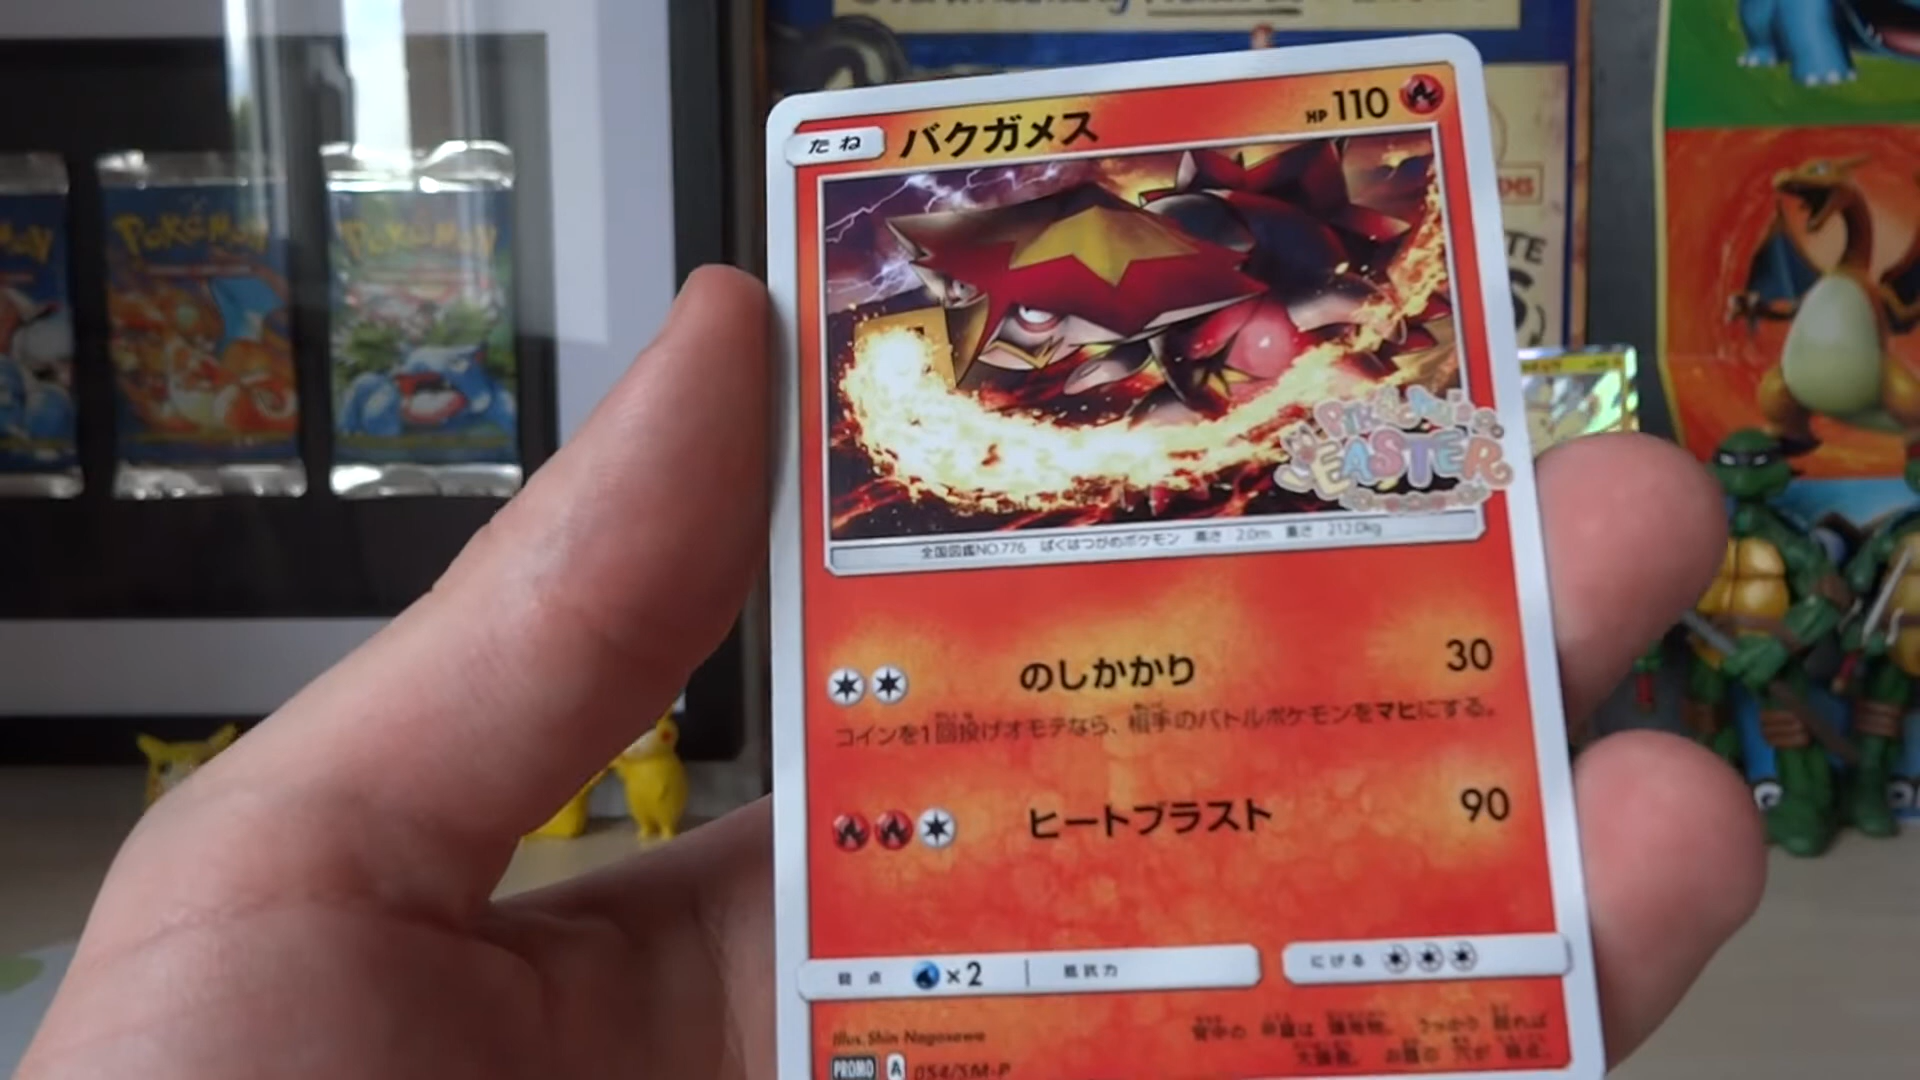 たね バクガメス HP 110
PIKACHU'S
EASTER
全国図鑑NO.776 ばくはつがめポケモン 高さ：2.0m 重さ：212.0kg
のしかかり 30
コインを1回投げオモテなら、相手のバトルポケモンをマヒにする。
ヒートブラスト 90
弱点 ×2 抵抗力 にげる
Illus. Shin Nagasawa
PROMO A 054/SM-P
POKéMON
POKéMON